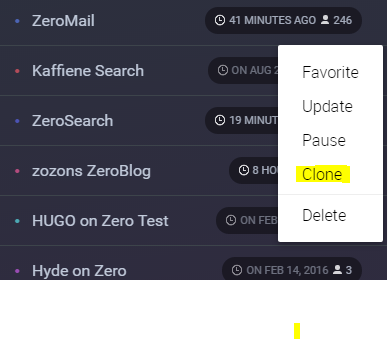 ZeroMail 41 MINUTES AGO 246
Kaffiene Search ON AUG 2
Favorite
Update
ZeroSearch 19 MINUT
Pause
zozons ZeroBlog 8 HOU
Clone
HUGO on Zero Test ON FEB
Delete
Hyde on Zero ON FEB 14, 2016 3